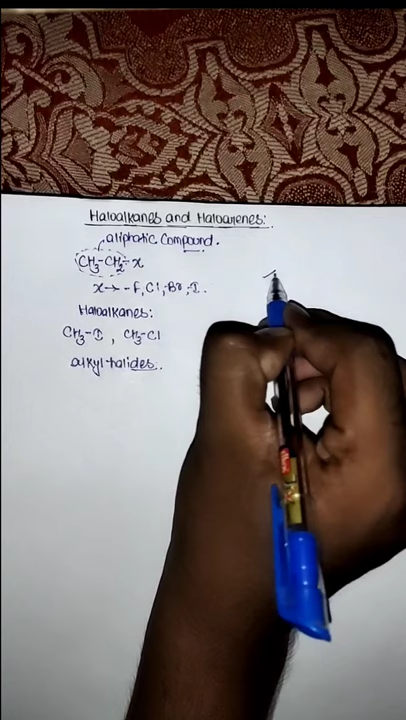 Haloalkanes and Haloarenes:
aliphatic Compound.
CH₃-CH₂-x
x→ -F, Cl, Br, I.
Haloalkanes:
CH₃-I , CH₃-Cl
alkyl halides.